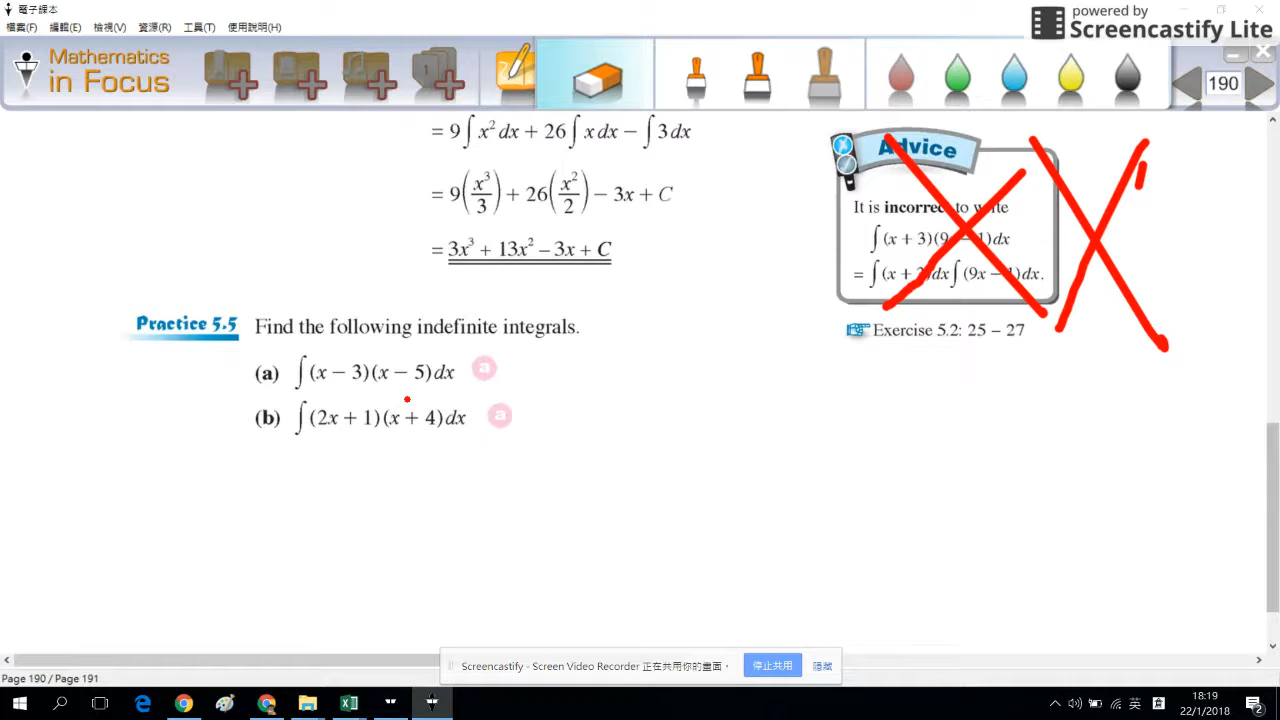 電子課本
powered by
Screencastify Lite
檔案(F) 編輯(E) 檢視(V) 資源(R) 工具(T) 使用說明(H)
Mathematics
in Focus
1
190
= 9∫x² dx + 26∫x dx − ∫3 dx
= 9(x³/3) + 26(x²/2) − 3x + C
= 3x³ + 13x² − 3x + C
Advice
It is incorrect to write
∫(x + 3)(9x − 1)dx
= ∫(x + 3)dx∫(9x − 1)dx.
Exercise 5.2: 25 – 27
Practice 5.5 Find the following indefinite integrals.
(a) ∫(x − 3)(x − 5)dx a
(b) ∫(2x + 1)(x + 4)dx a
Screencastify - Screen Video Recorder 正在共用你的畫面。 停止共用 隱藏
Page 190 / Page 191
英
18:19
22/1/2018
2